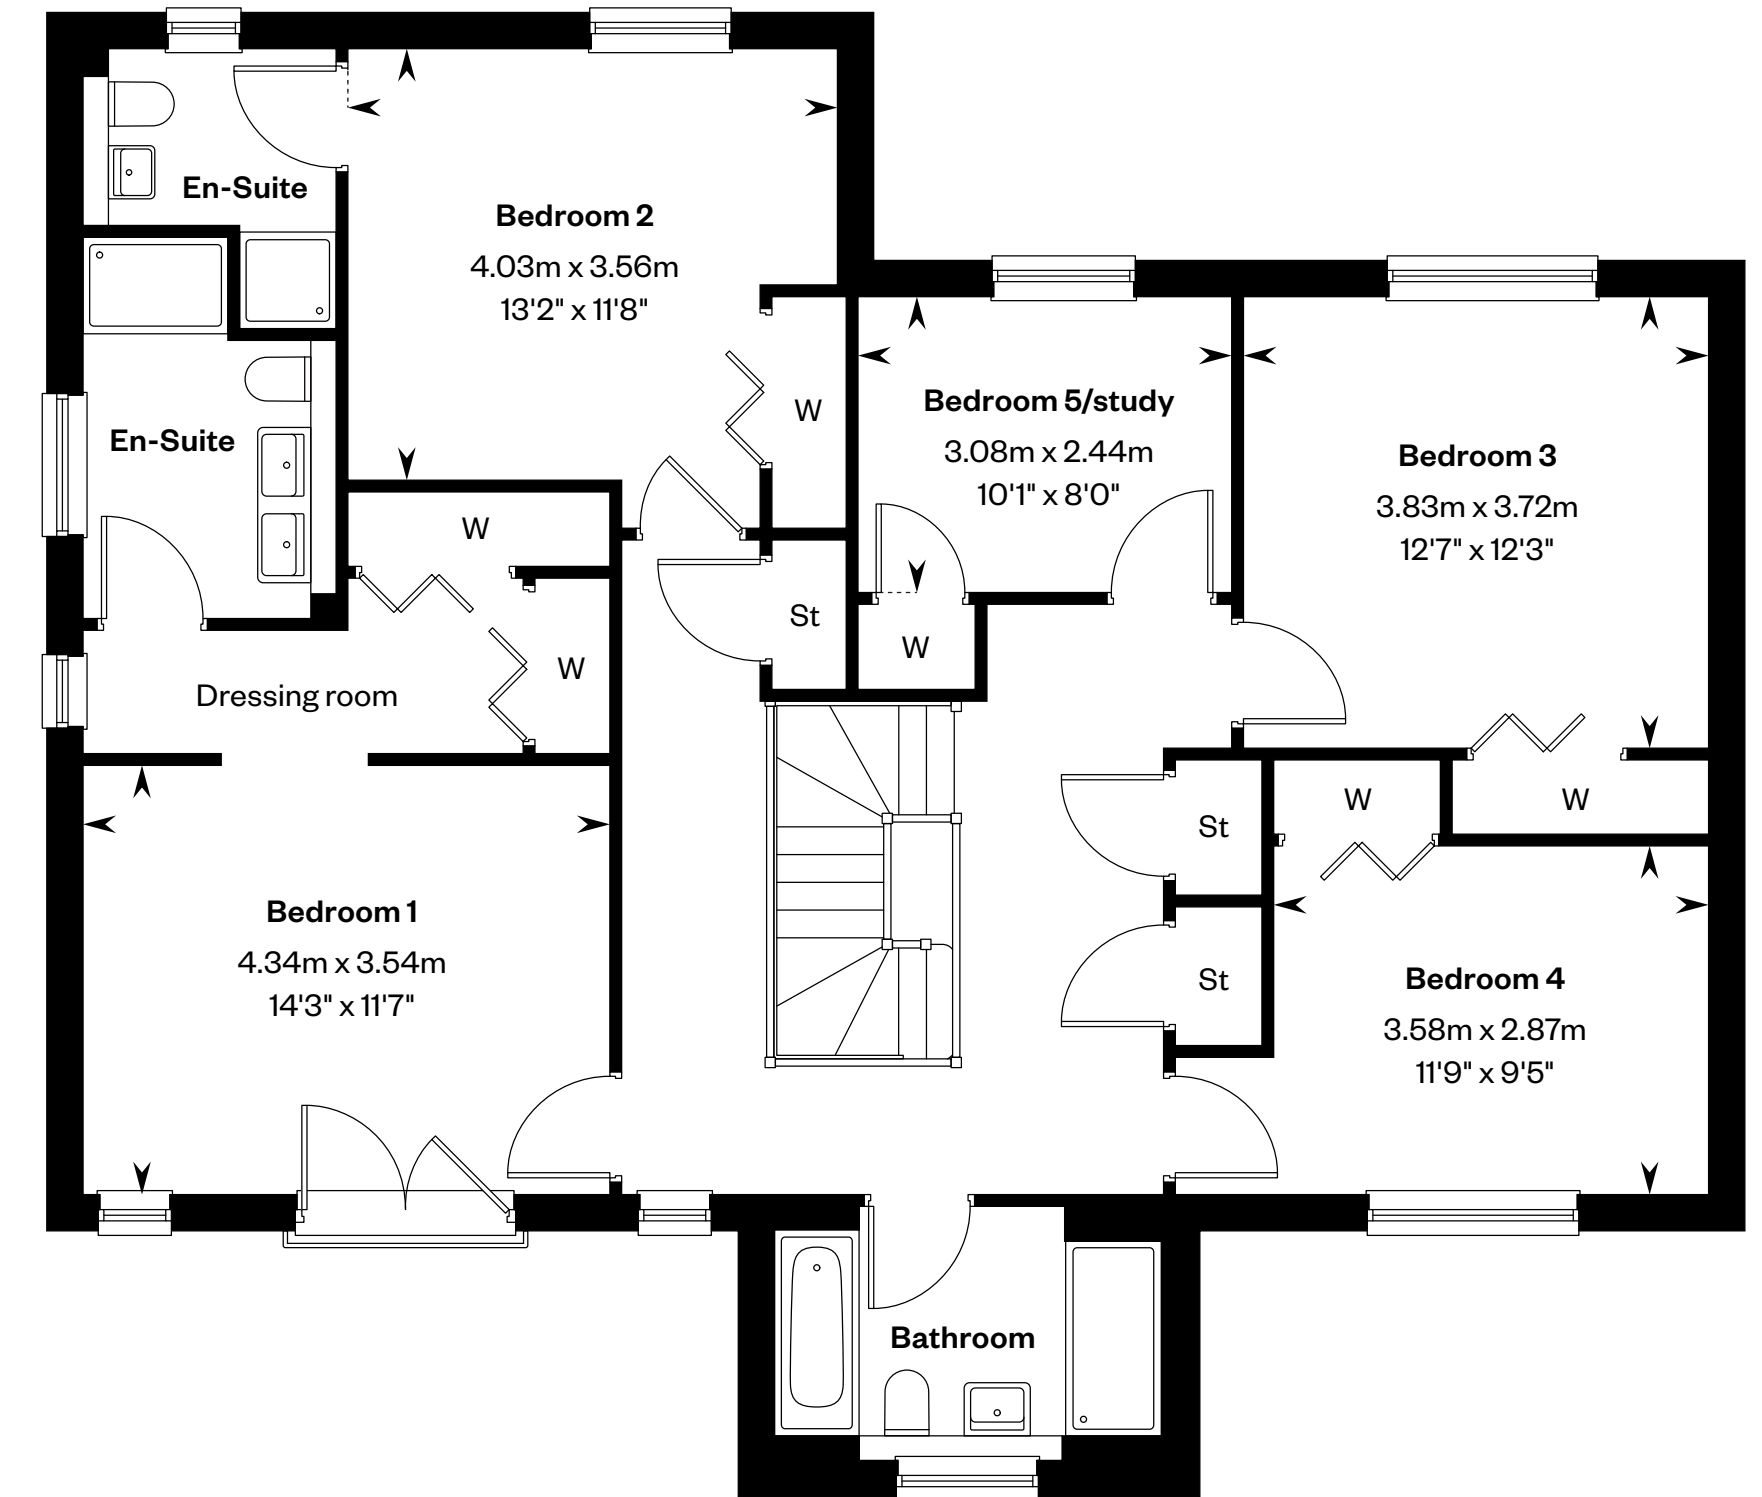 En-Suite
Bedroom 2
4.03m x 3.56m
13'2" x 11'8"
W
Bedroom 5/study
3.08m x 2.44m
10'1" x 8'0"
W
Bedroom 3
3.83m x 3.72m
12'7" x 12'3"
W
En-Suite
W
W
Dressing room
St
Bedroom 1
4.34m x 3.54m
14'3" x 11'7"
St
St
W
Bedroom 4
3.58m x 2.87m
11'9" x 9'5"
Bathroom